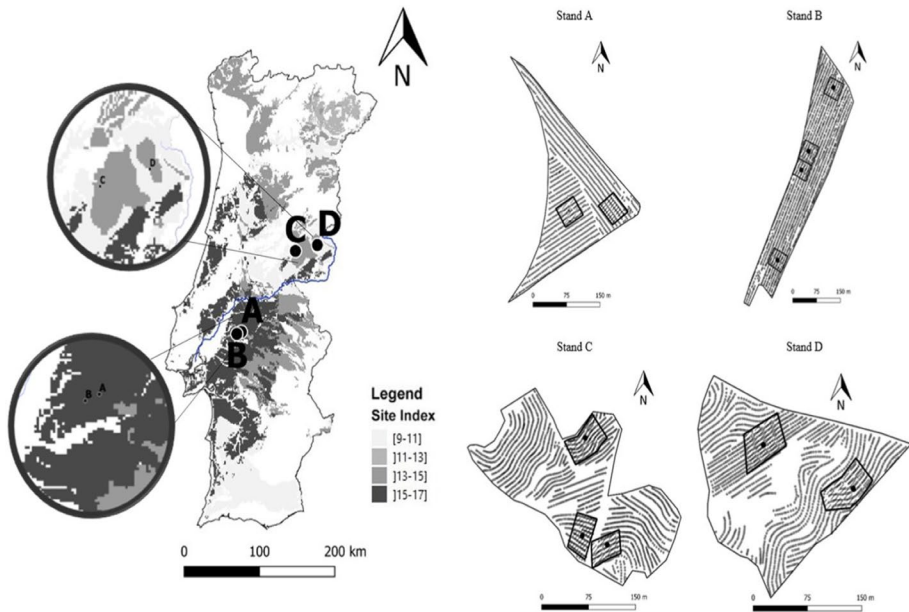 N
C
D
C
D
A
B
B
A
Legend
Site Index
[9-11]
]11-13]
]13-15]
]15-17]
0 100 200 km
Stand A
N
0 75 150 m
Stand B
N
0 75 150 m
Stand C
N
0 75 150 m
Stand D
N
0 75 150 m